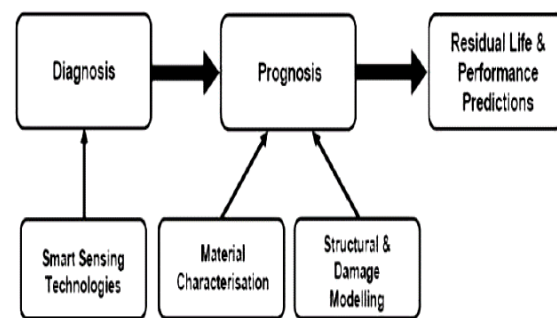 Diagnosis
Prognosis
Residual Life &
Performance
Predictions
Smart Sensing
Technologies
Material
Characterisation
Structural &
Damage
Modelling